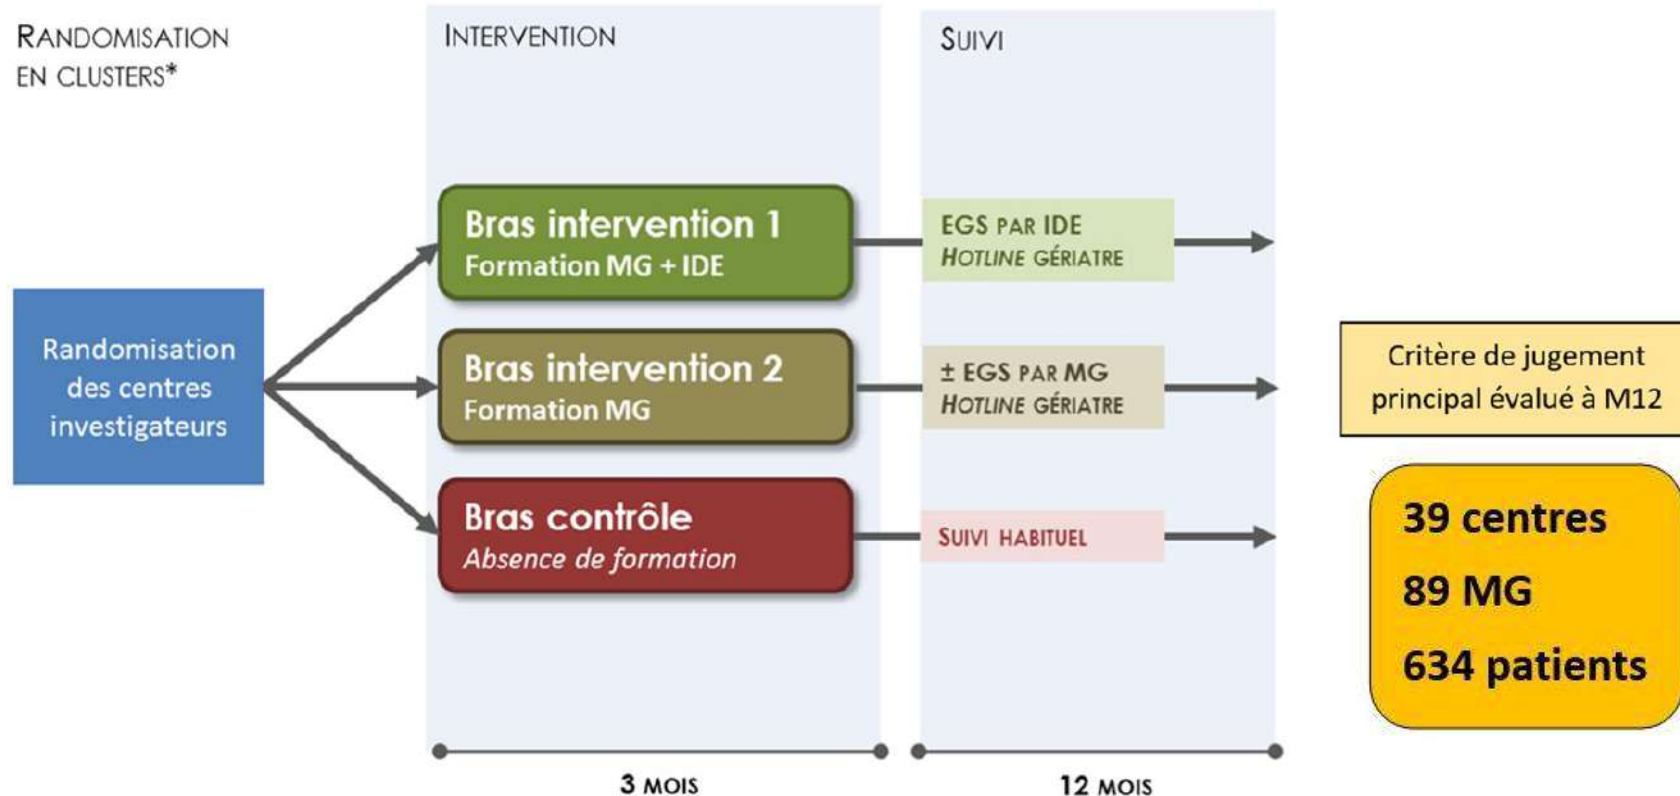 RANDOMISATION
EN CLUSTERS*
INTERVENTION
SUIVI
Randomisation
des centres
investigateurs
Bras intervention 1
Formation MG + IDE
EGS PAR IDE
HOTLINE GÉRIATRE
Bras intervention 2
Formation MG
± EGS PAR MG
HOTLINE GÉRIATRE
Bras contrôle
Absence de formation
SUIVI HABITUEL
Critère de jugement
principal évalué à M12
39 centres
89 MG
634 patients
3 MOIS
12 MOIS